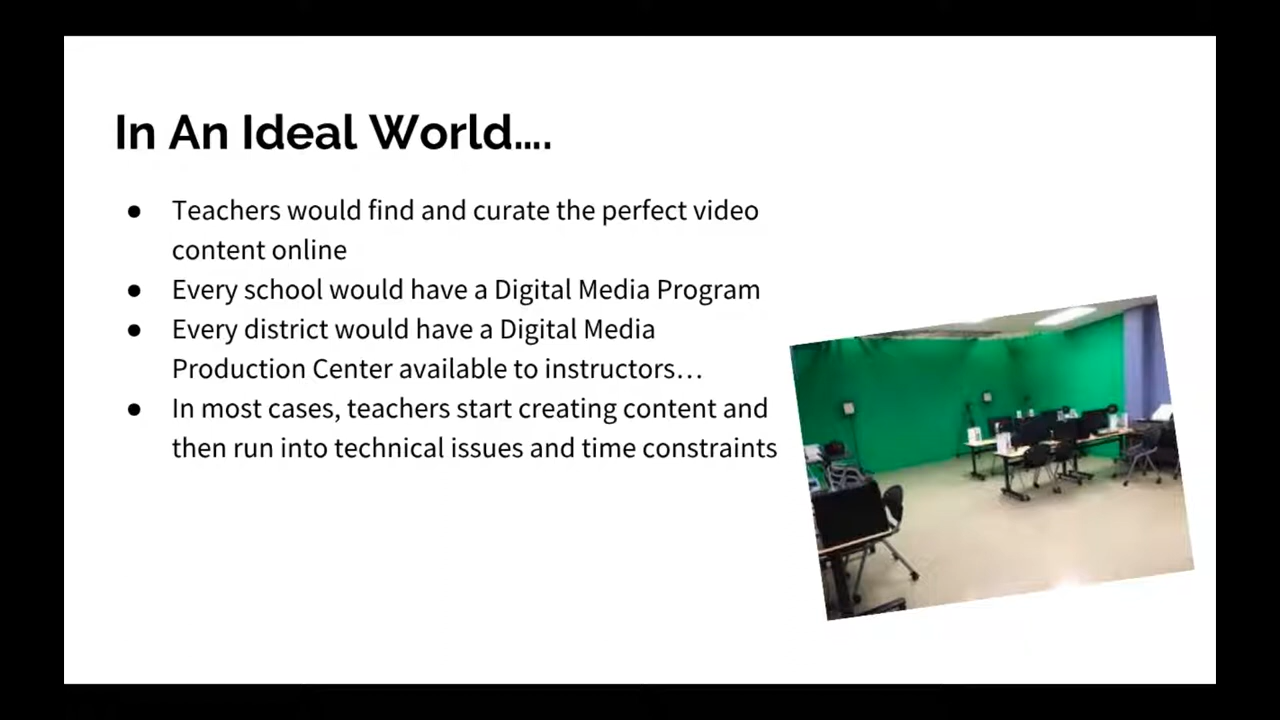 In An Ideal World....
● Teachers would find and curate the perfect video
content online
● Every school would have a Digital Media Program
● Every district would have a Digital Media
Production Center available to instructors…
● In most cases, teachers start creating content and
then run into technical issues and time constraints